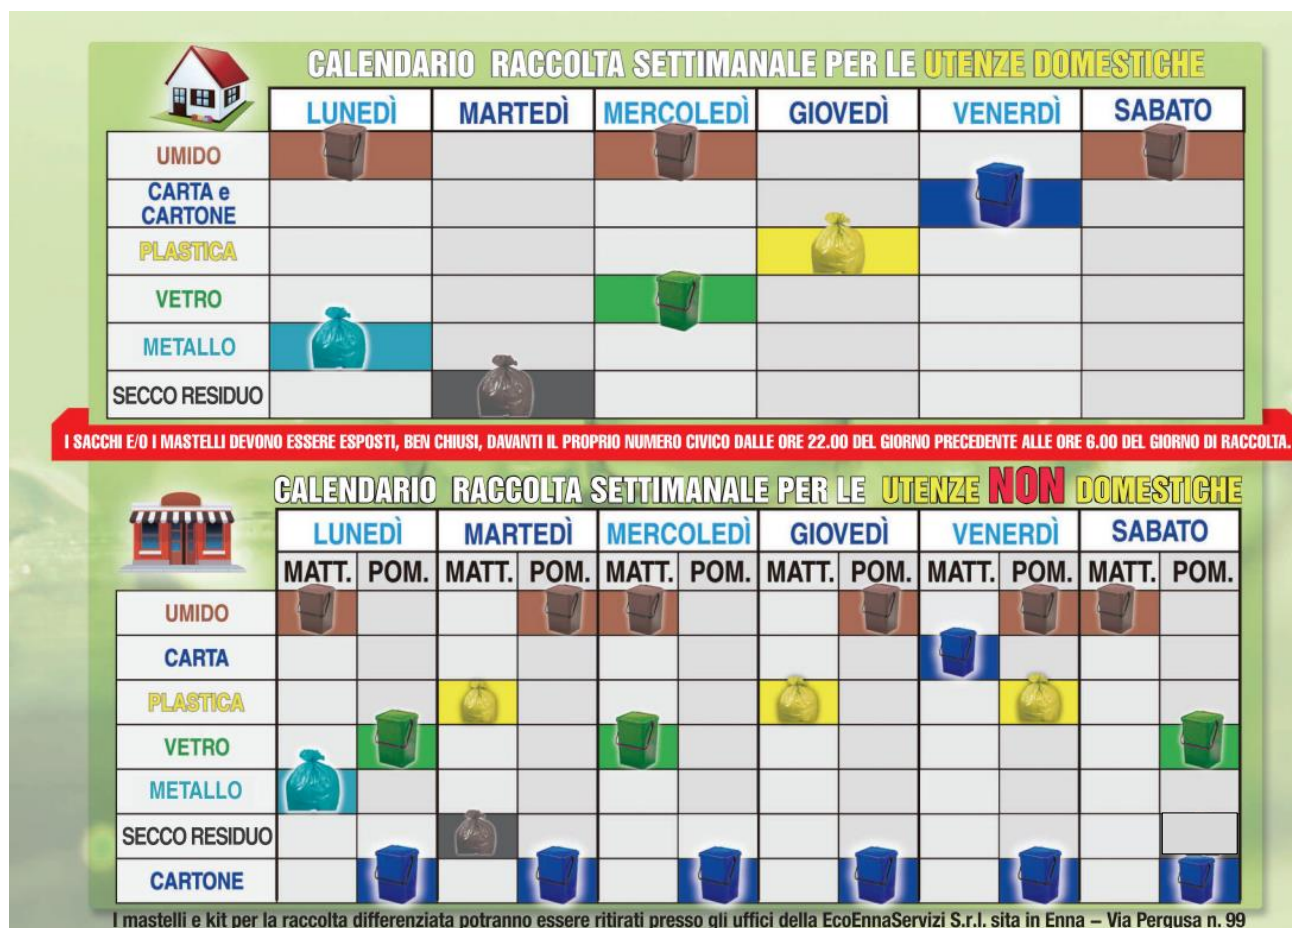 CALENDARIO RACCOLTA SETTIMANALE PER LE UTENZE DOMESTICHE
LUNEDÌ MARTEDÌ MERCOLEDÌ GIOVEDÌ VENERDÌ SABATO
UMIDO
CARTA e
CARTONE
PLASTICA
VETRO
METALLO
SECCO RESIDUO
I SACCHI E/O I MASTELLI DEVONO ESSERE ESPOSTI, BEN CHIUSI, DAVANTI IL PROPRIO NUMERO CIVICO DALLE ORE 22.00 DEL GIORNO PRECEDENTE ALLE ORE 6.00 DEL GIORNO DI RACCOLTA.
CALENDARIO RACCOLTA SETTIMANALE PER LE UTENZE NON DOMESTICHE
LUNEDÌ MARTEDÌ MERCOLEDÌ GIOVEDÌ VENERDÌ SABATO
MATT. POM. MATT. POM. MATT. POM. MATT. POM. MATT. POM. MATT. POM.
UMIDO
CARTA
PLASTICA
VETRO
METALLO
SECCO RESIDUO
CARTONE
I mastelli e kit per la raccolta differenziata potranno essere ritirati presso gli uffici della EcoEnnaServizi S.r.l. sita in Enna – Via Pergusa n. 99